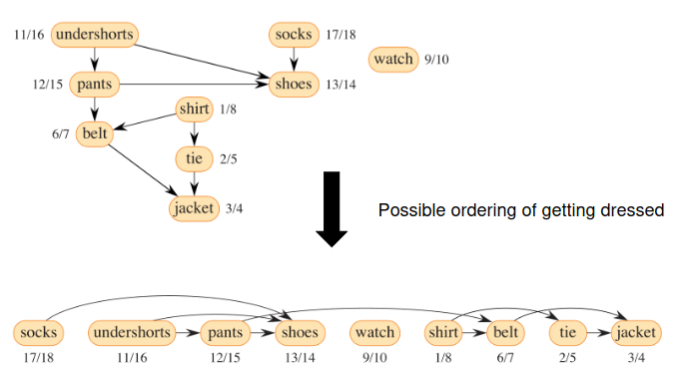 11/16 undershorts socks 17/18
watch 9/10
12/15 pants shoes 13/14
shirt 1/8
6/7 belt
tie 2/5
jacket 3/4
Possible ordering of getting dressed
socks undershorts pants shoes watch shirt belt tie jacket
17/18 11/16 12/15 13/14 9/10 1/8 6/7 2/5 3/4